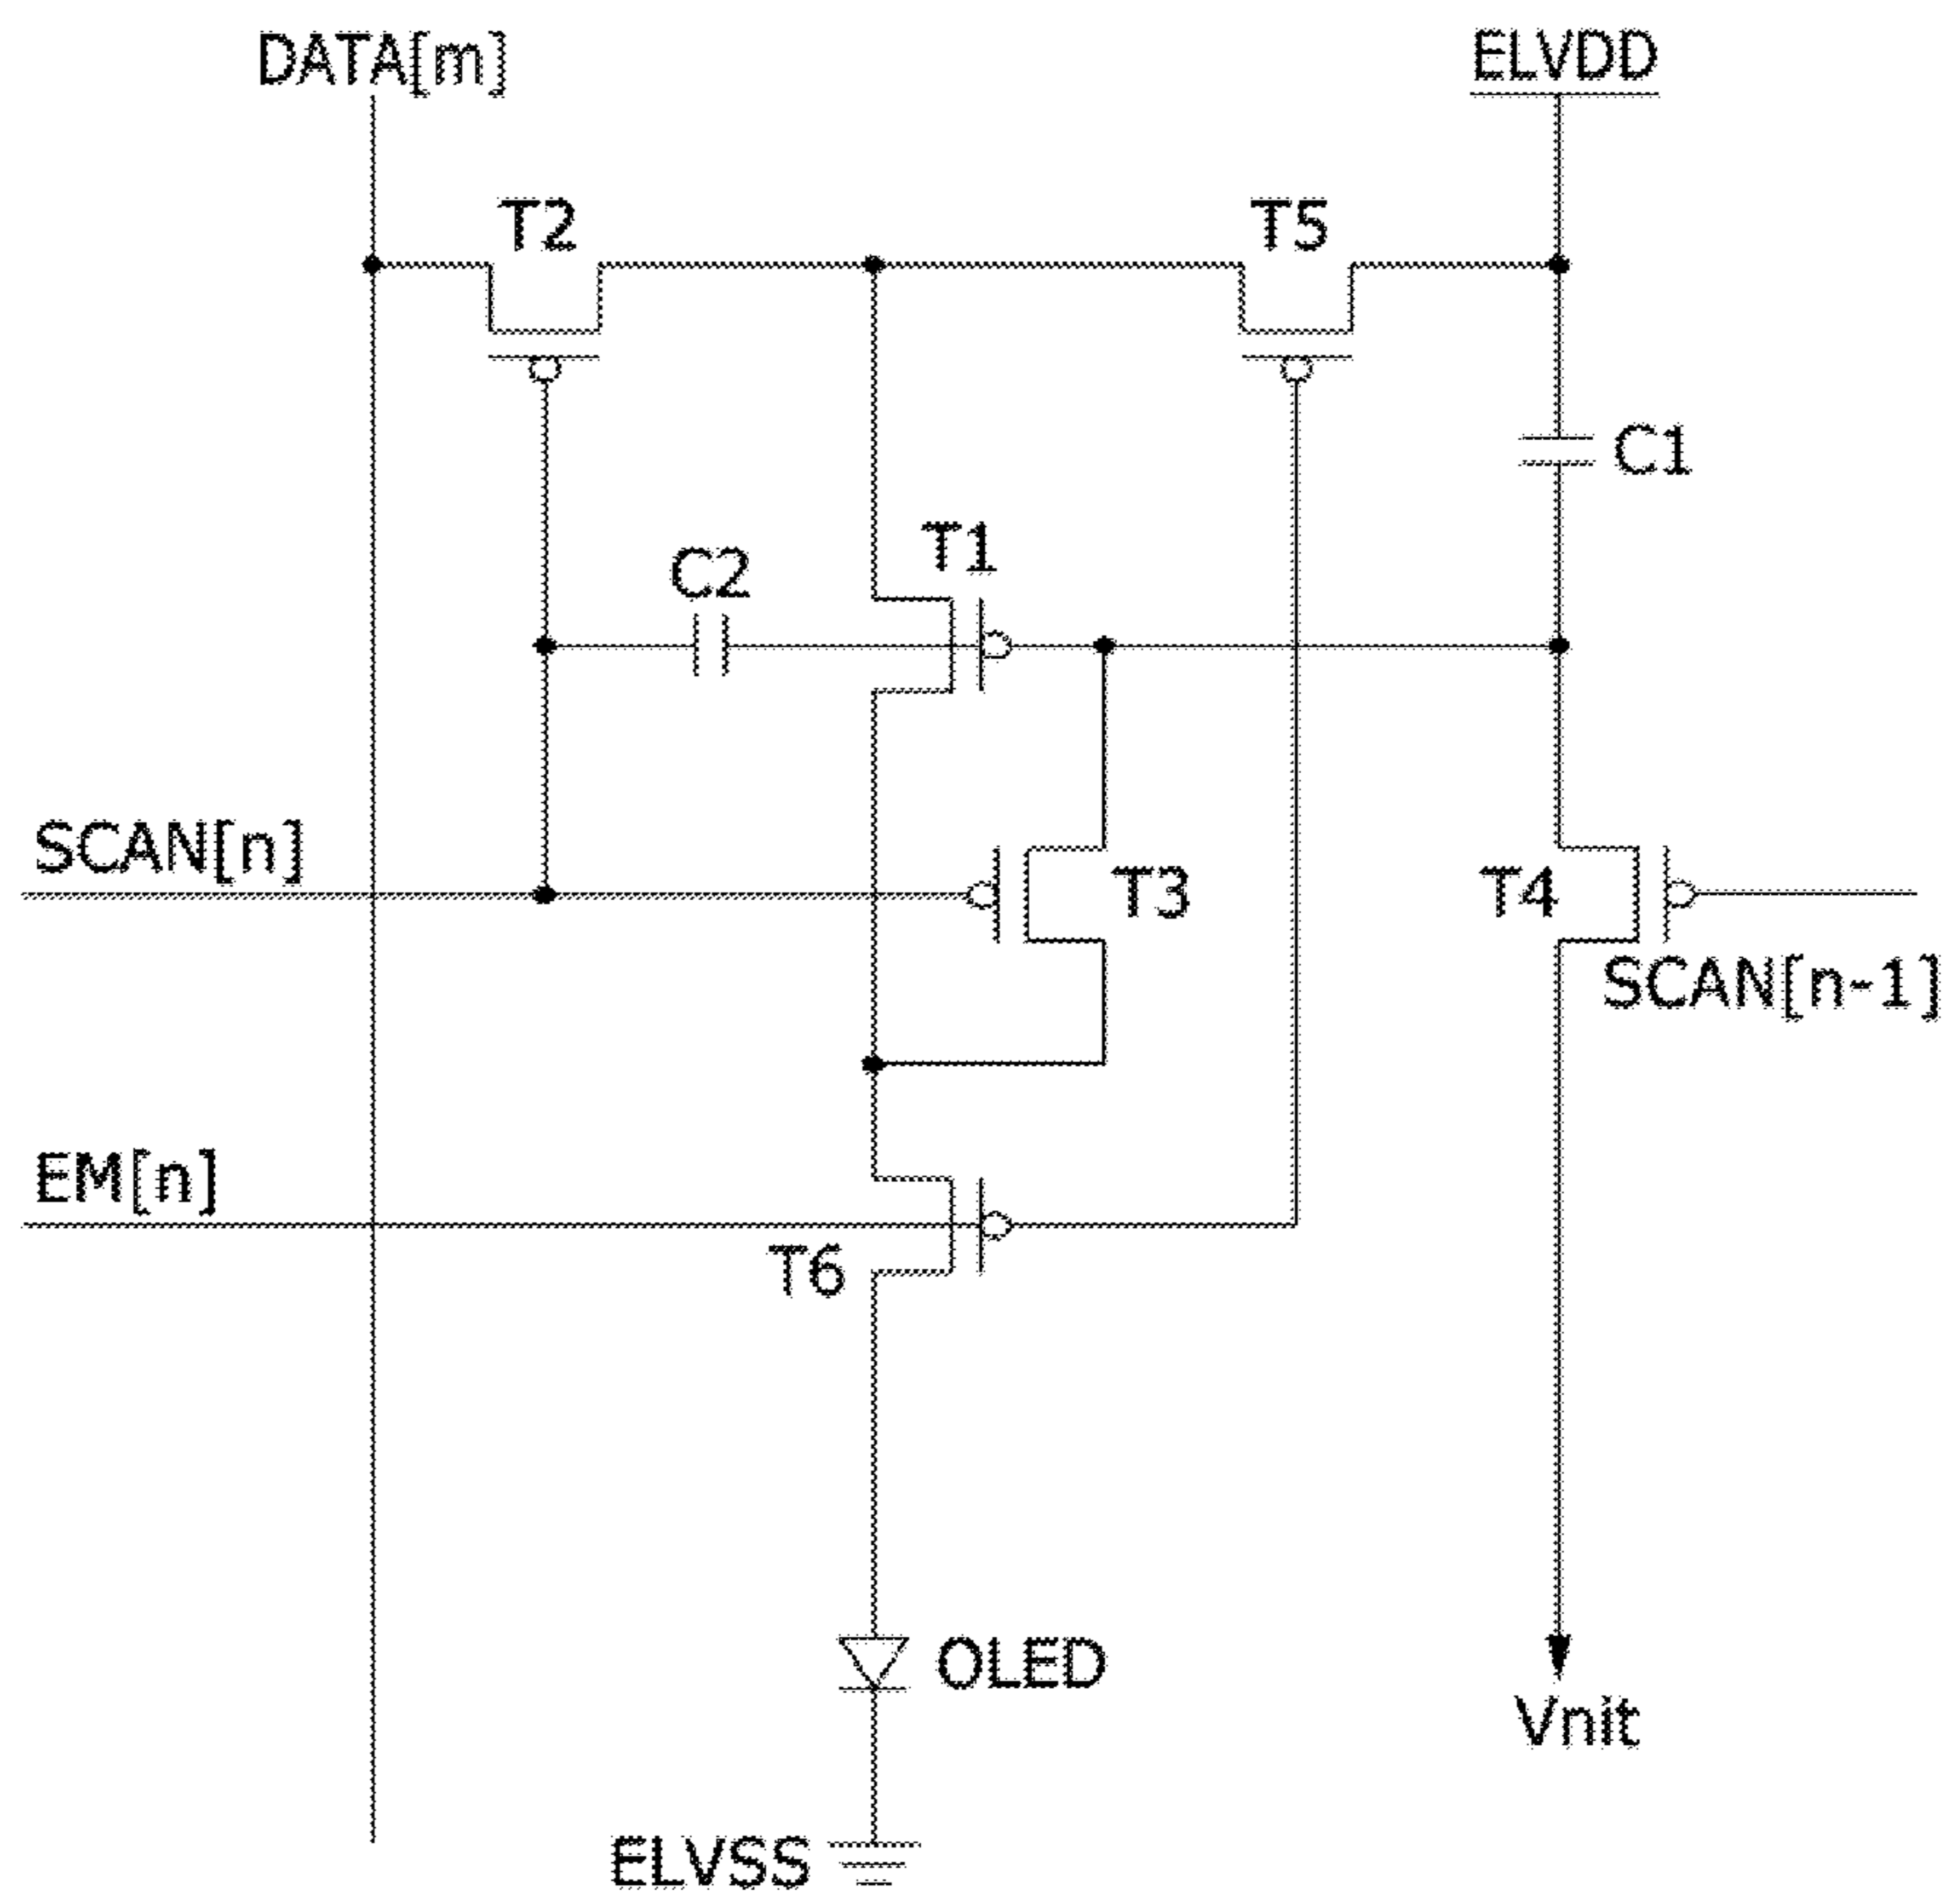 DATA[m]
ELVDD
T2
T5
C1
T1
C2
SCAN[n]
T3
T4
SCAN[n-1]
EM[n]
T6
OLED
Vnit
ELVSS